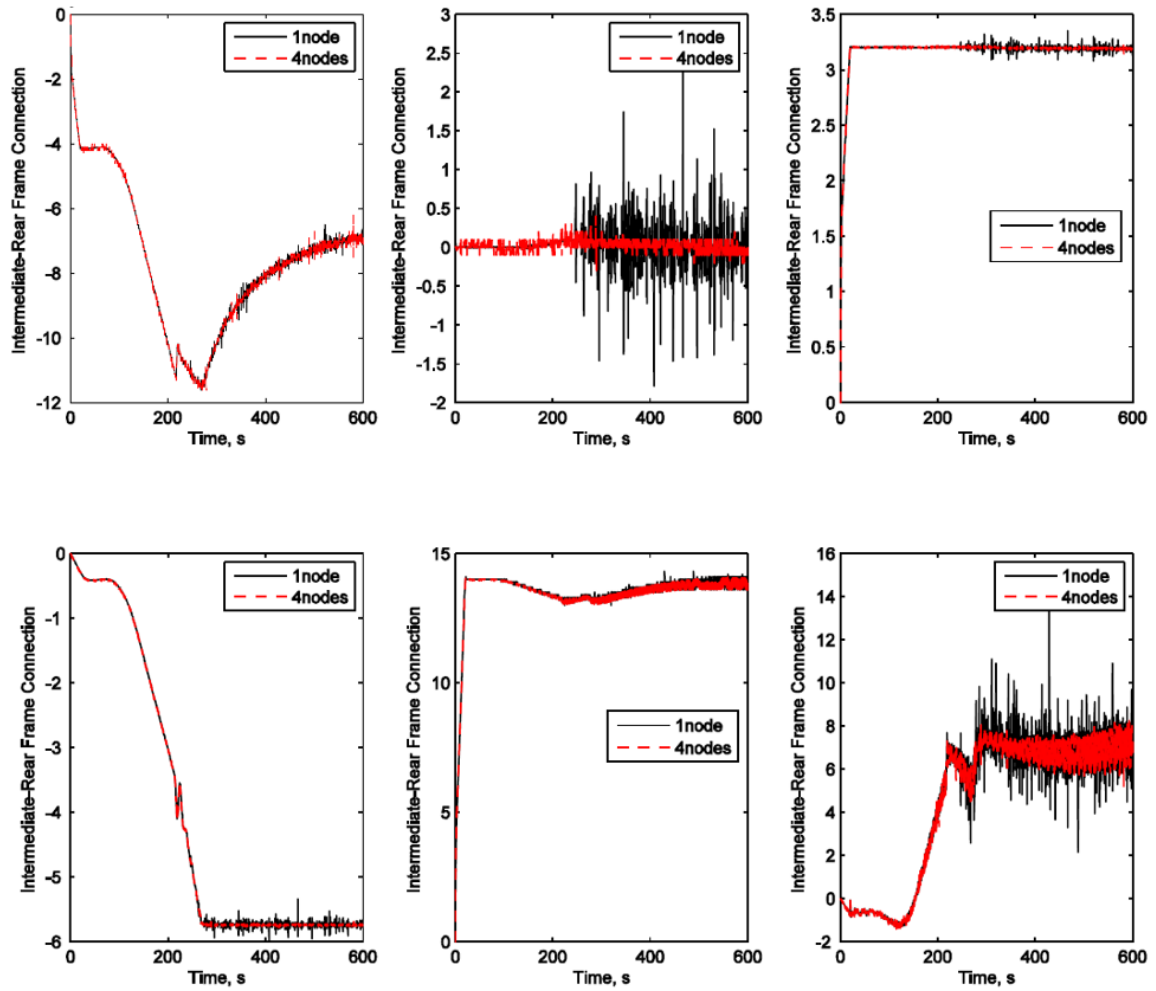 Intermediate-Rear Frame Connection
0
-2
-4
-6
-8
-10
-12
1node
4nodes
0
200
400
600
Time, s
Intermediate-Rear Frame Connection
3
2.5
2
1.5
1
0.5
0
-0.5
-1
-1.5
-2
1node
4nodes
0
200
400
600
Time, s
Intermediate-Rear Frame Connection
3.5
3.2
3.5
2
2.5
1.2
0.5
0
1node
4nodes
0
200
400
600
Time, s
Intermediate-Rear Frame Connection
0
-1
-2
-3
-4
-5
-6
1node
4nodes
0
200
400
600
Time, s
Intermediate-Rear Frame Connection
15
10
5
0
1node
4nodes
0
200
400
600
Time, s
Intermediate-Rear Frame Connection
16
14
12
10
8
6
4
2
0
-2
1node
4nodes
0
200
400
600
Time, s